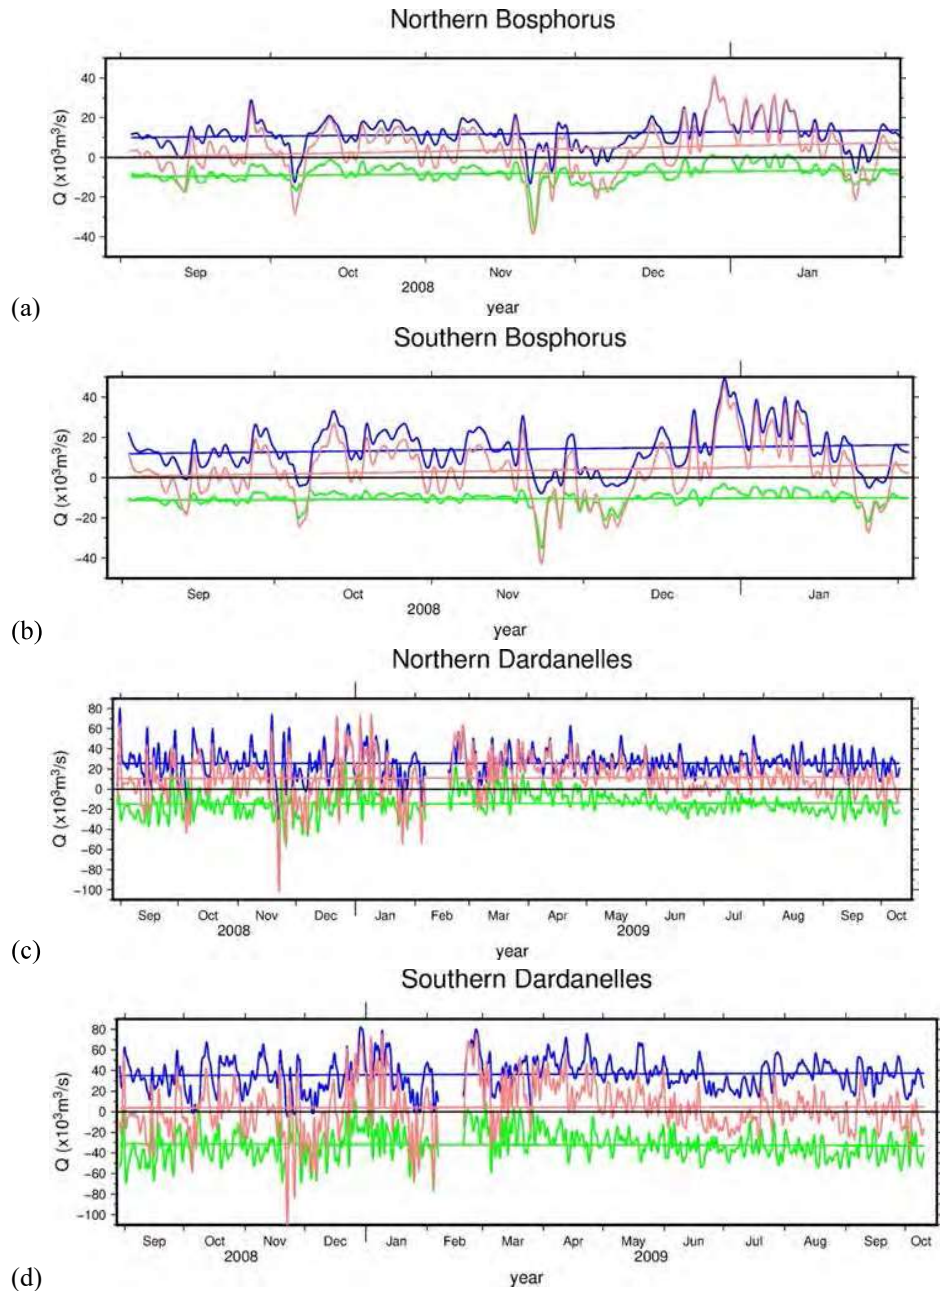 Northern Bosphorus
Q (x10³m³/s)
40
20
0
−20
−40
Sep Oct Nov Dec Jan
2008
year
(a)
Southern Bosphorus
Q (x10³m³/s)
40
20
0
−20
−40
Sep Oct Nov Dec Jan
2008
year
(b)
Northern Dardanelles
Q (x10³m³/s)
80
60
40
20
0
−20
−40
−60
−80
−100
Sep Oct Nov Dec Jan Feb Mar Apr May Jun Jul Aug Sep Oct
2008 2009
year
(c)
Southern Dardanelles
Q (x10³m³/s)
80
60
40
20
0
−20
−40
−60
−80
−100
Sep Oct Nov Dec Jan Feb Mar Apr May Jun Jul Aug Sep Oct
2008 2009
year
(d)